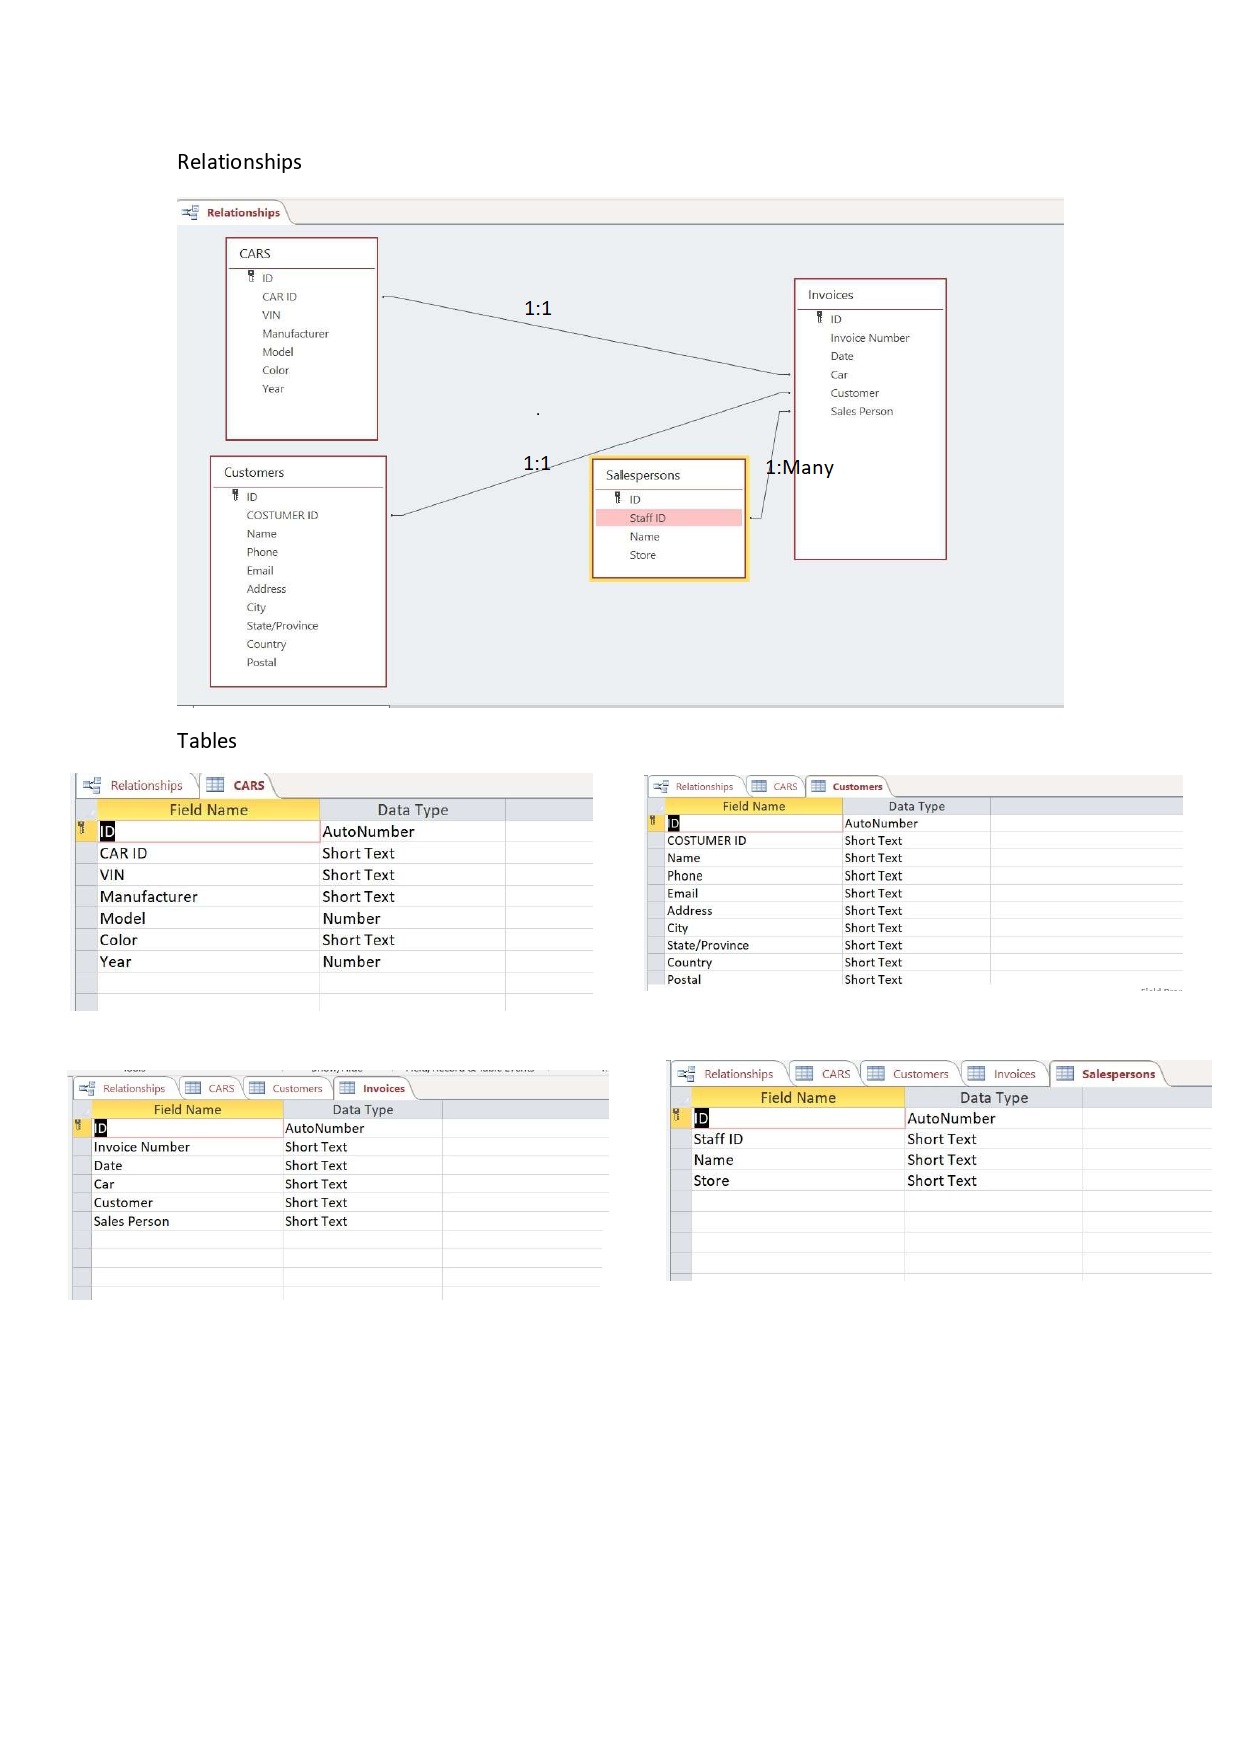 Relationships
Relationships
CARS
ID
CAR ID
VIN
Manufacturer
Model
Color
Year
1:1
Invoices
ID
Invoice Number
Date
Car
Customer
Sales Person
Customers
ID
COSTUMER ID
Name
Phone
Email
Address
City
State/Province
Country
Postal
1:1
Salespersons
ID
Staff ID
Name
Store
1:Many
Tables
Relationships CARS
Field Name Data Type
ID AutoNumber
CAR ID Short Text
VIN Short Text
Manufacturer Short Text
Model Number
Color Short Text
Year Number
Relationships CARS Customers
Field Name Data Type
ID AutoNumber
COSTUMER ID Short Text
Name Short Text
Phone Short Text
Email Short Text
Address Short Text
City Short Text
State/Province Short Text
Country Short Text
Postal Short Text
Relationships CARS Customers Invoices
Field Name Data Type
ID AutoNumber
Invoice Number Short Text
Date Short Text
Car Short Text
Customer Short Text
Sales Person Short Text
Relationships CARS Customers Invoices Salespersons
Field Name Data Type
ID AutoNumber
Staff ID Short Text
Name Short Text
Store Short Text